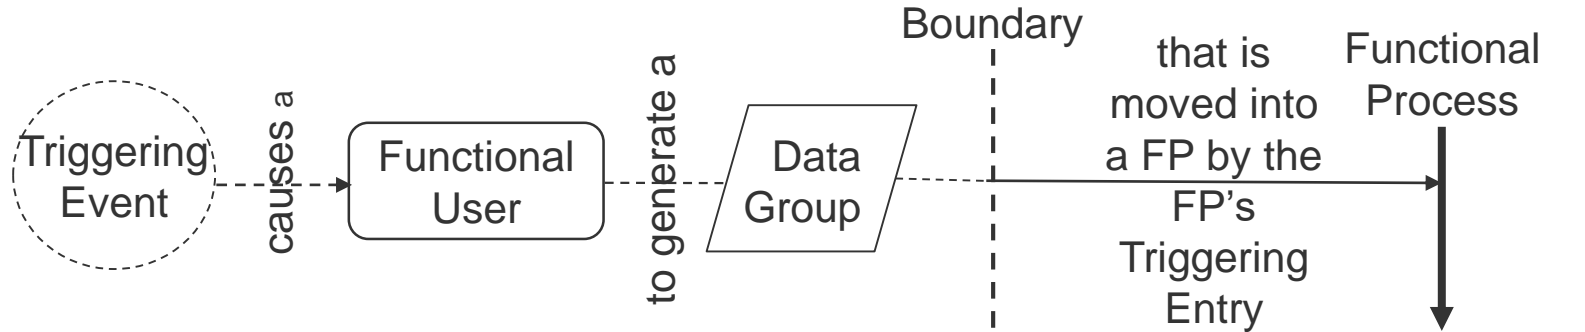 Triggering
Event
causes a
Functional
User
to generate a
Data
Group
Boundary
that is
moved into
a FP by the
FP’s
Triggering
Entry
Functional
Process